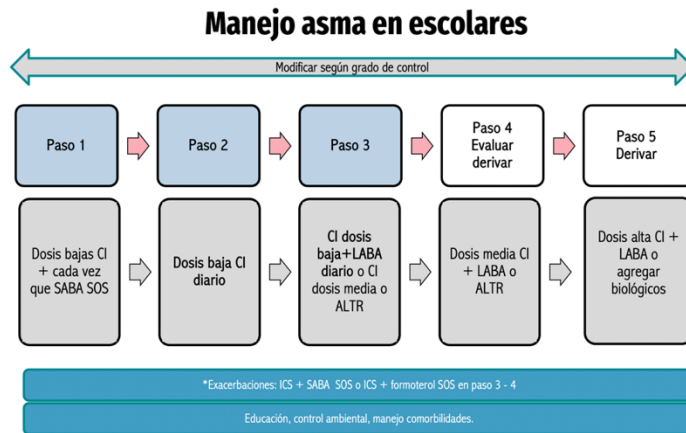 Manejo asma en escolares
Modificar según grado de control
Paso 1
Paso 2
Paso 3
Paso 4
Evaluar
derivar
Paso 5
Derivar
Dosis bajas CI
+ cada vez
que SABA SOS
Dosis baja CI
diario
CI dosis
baja+LABA
diario o CI
dosis media o
ALTR
Dosis media CI
+ LABA o
ALTR
Dosis alta CI +
LABA o
agregar
biológicos
*Exacerbaciones: ICS + SABA SOS o ICS + formoterol SOS en paso 3 - 4
Educación, control ambiental, manejo comorbilidades.